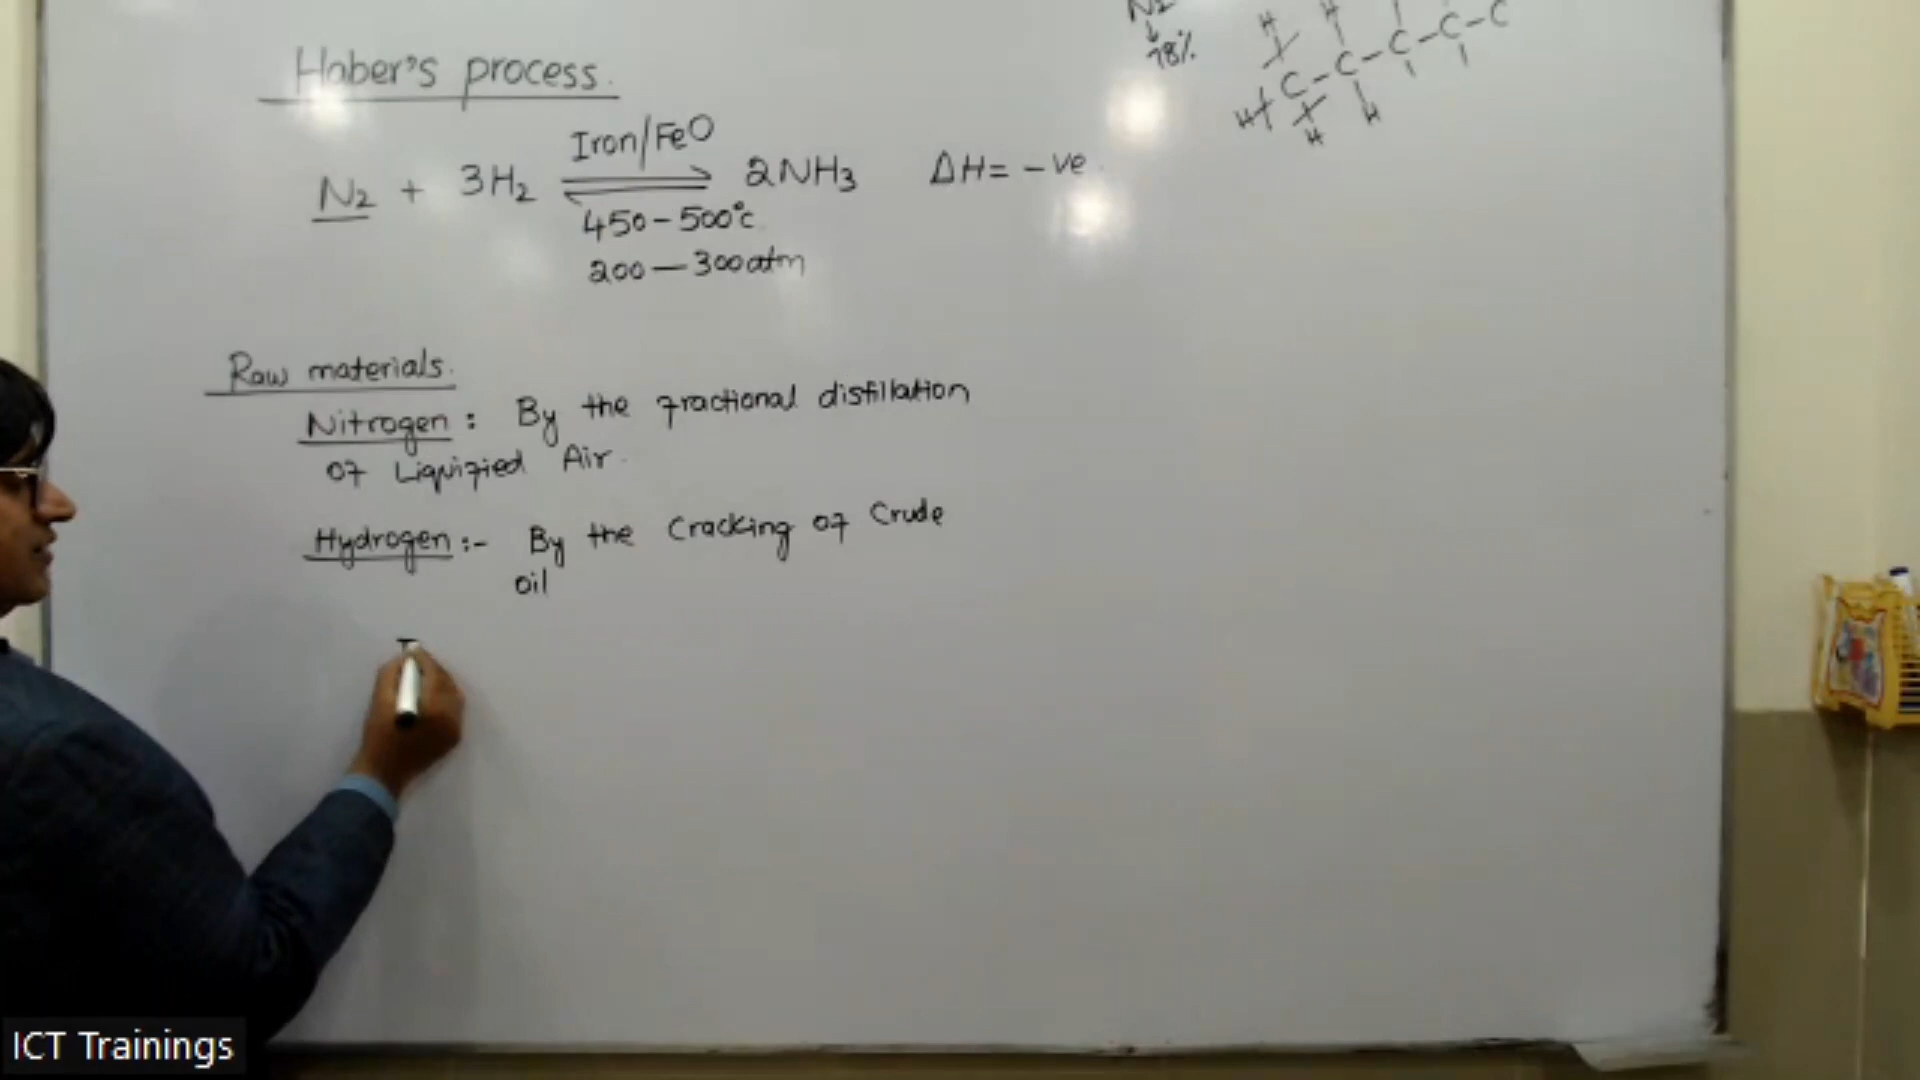 Haber's process.
Iron/FeO
N2 + 3H2 ⇌ 2NH3 ΔH = -ve
450-500°c
200-300atm
Raw materials.
Nitrogen: By the fractional distillation
of Liquified Air.
Hydrogen:- By the Cracking of Crude
oil
N2
↓
78%
H H
C-C-C-C-C
H H H
ICT Trainings